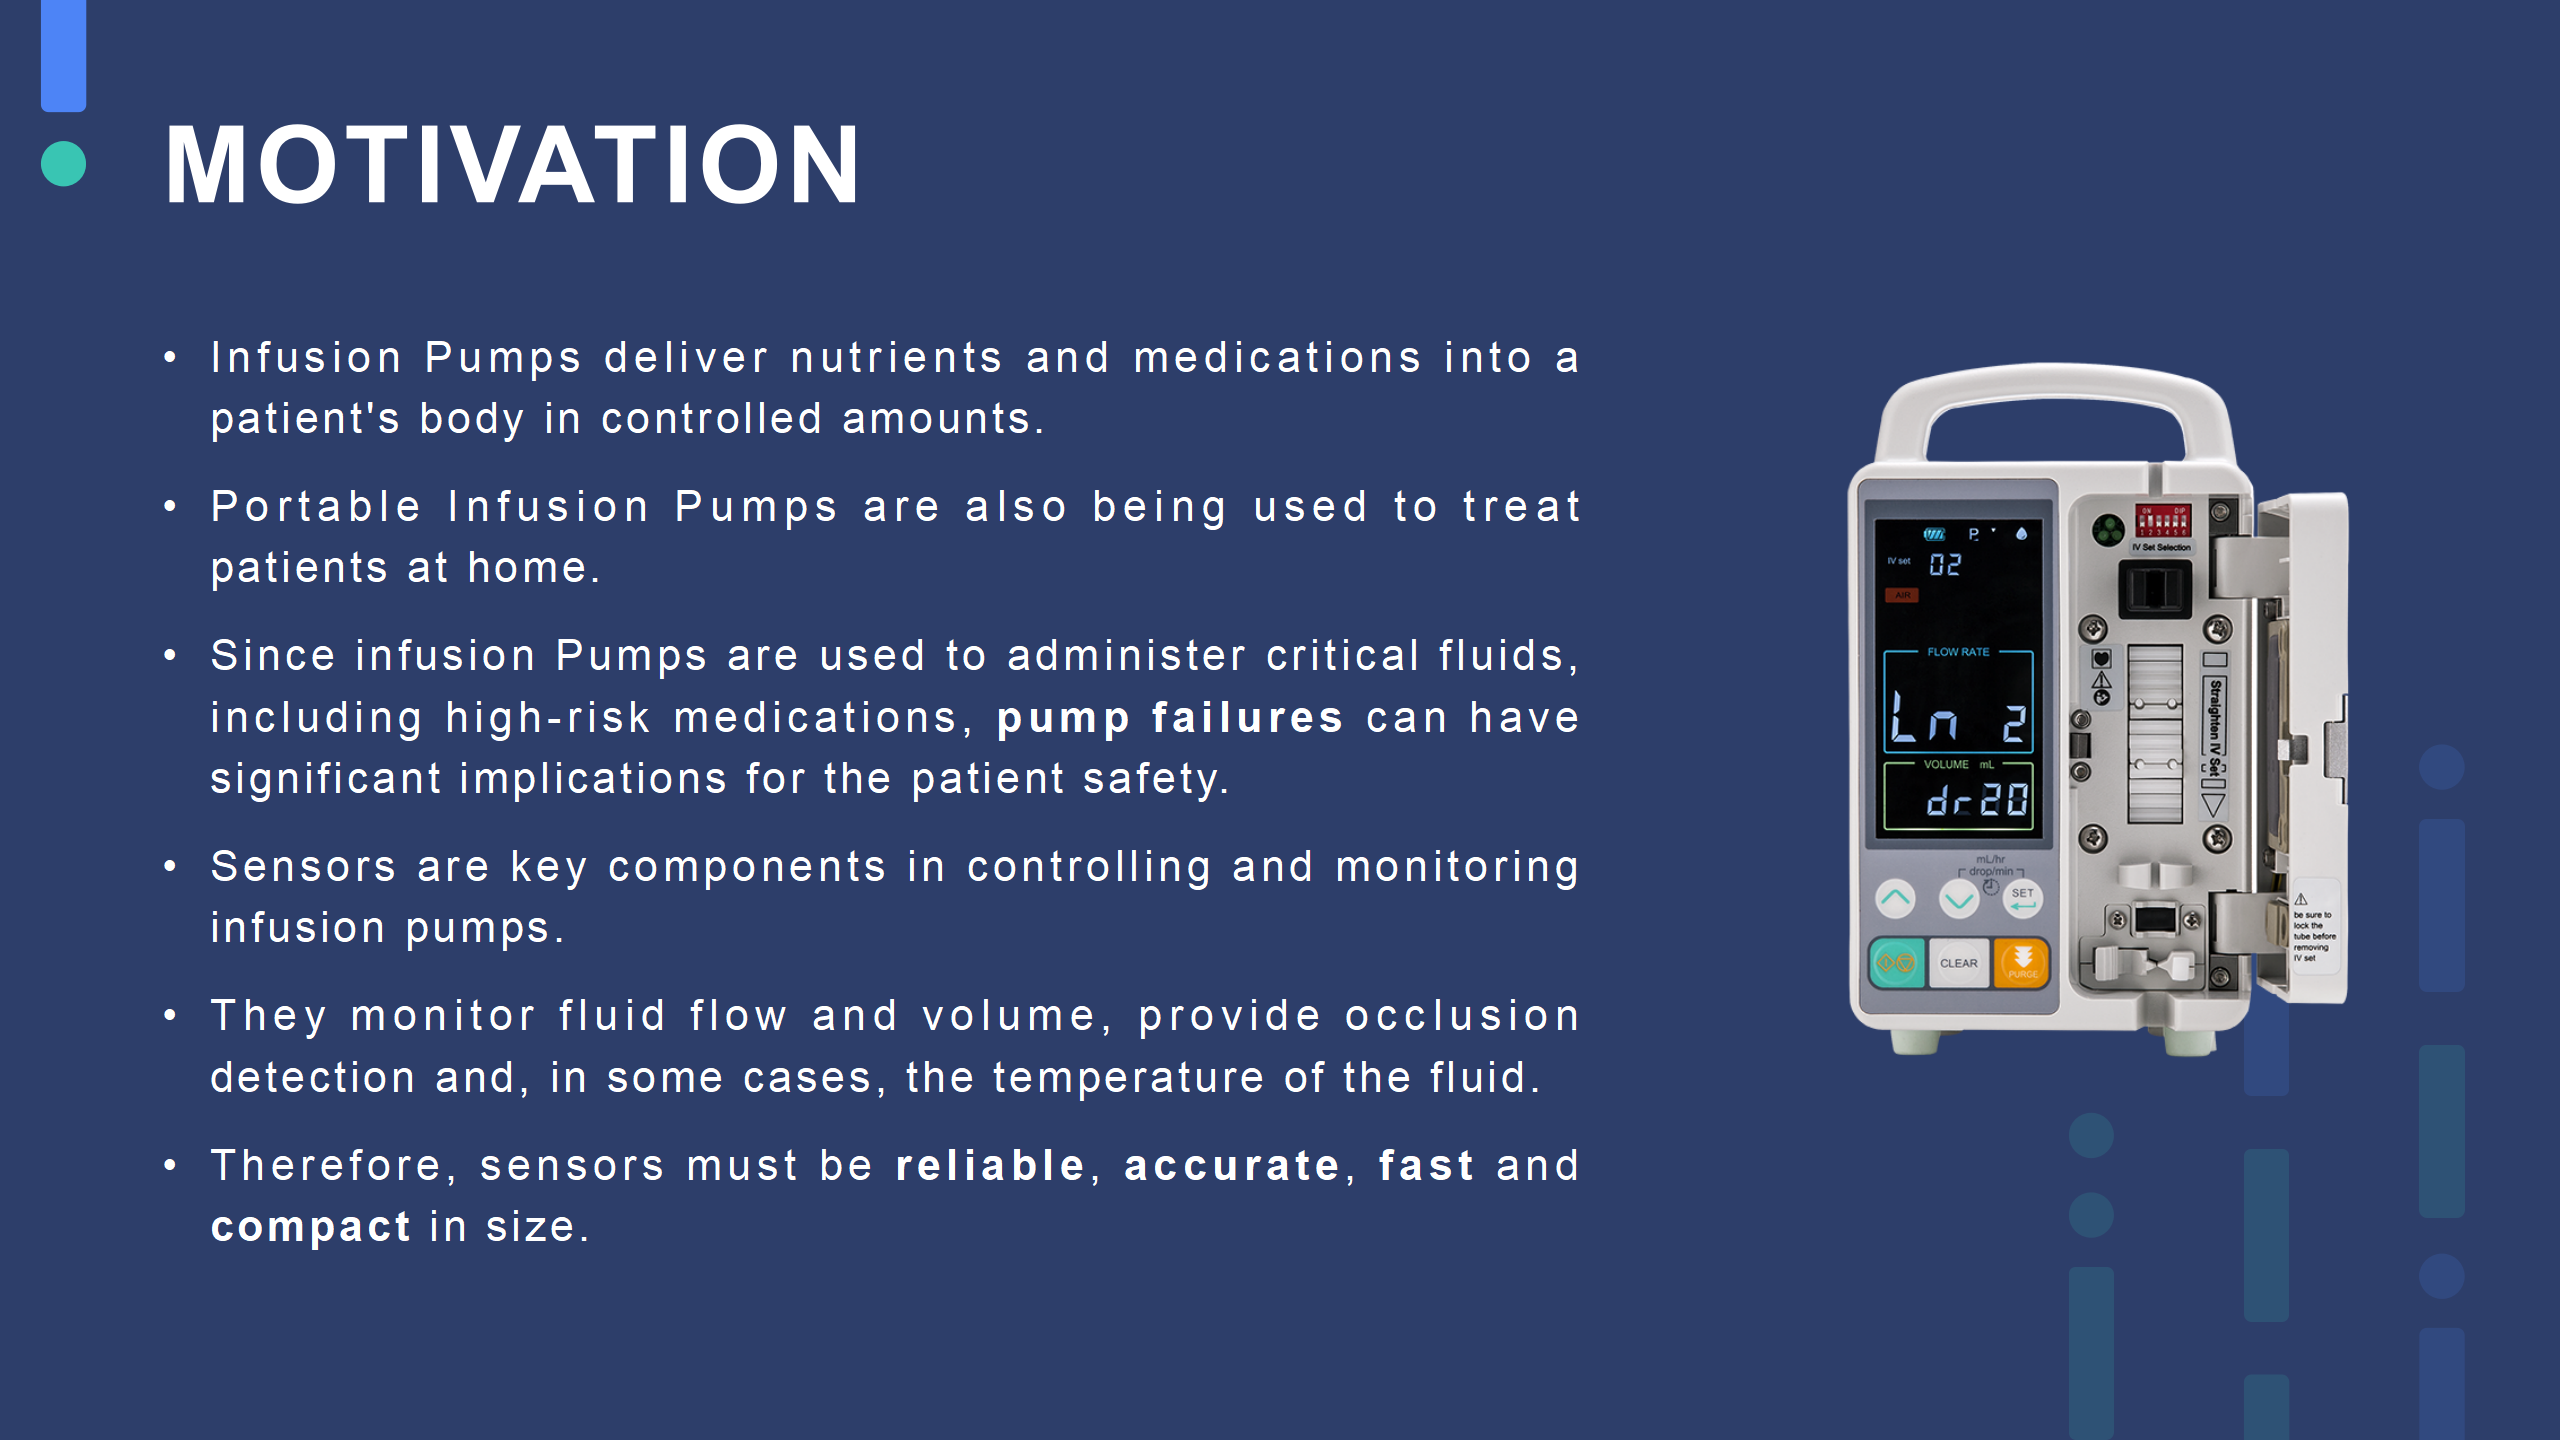 MOTIVATION
• Infusion Pumps deliver nutrients and medications into a
patient's body in controlled amounts.
• Portable Infusion Pumps are also being used to treat
patients at home.
• Since infusion Pumps are used to administer critical fluids,
including high-risk medications, pump failures can have
significant implications for the patient safety.
• Sensors are key components in controlling and monitoring
infusion pumps.
• They monitor fluid flow and volume, provide occlusion
detection and, in some cases, the temperature of the fluid.
• Therefore, sensors must be reliable, accurate, fast and
compact in size.
P
IV set 02
AIR
FLOW RATE
Ln 2
VOLUME mL
dr20
mL/hr
drop/min
SET
CLEAR
PURGE
ON DIP
1 2 3 4 5 6
IV Set Selection
Straighten IV Set
be sure to
lock the
tube before
removing
IV set